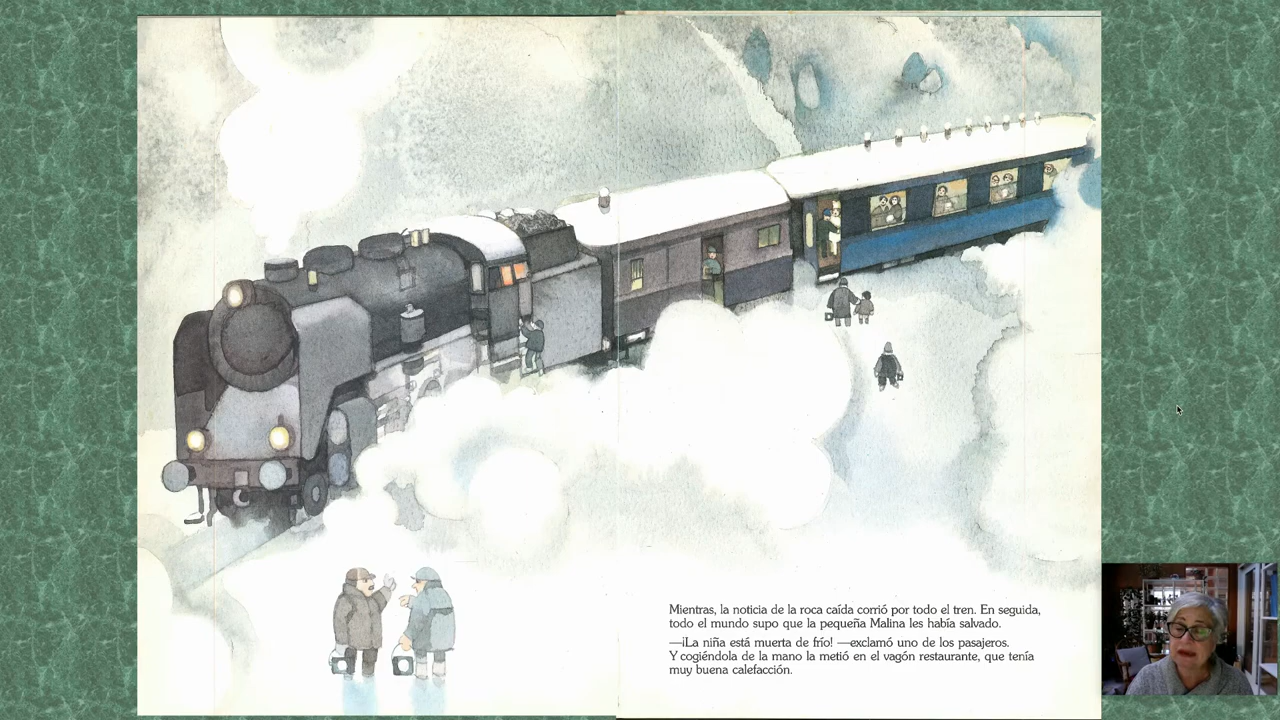 Mientras, la noticia de la roca caída corrió por todo el tren. En seguida,
todo el mundo supo que la pequeña Malina les había salvado.
—¡La niña está muerta de frío! —exclamó uno de los pasajeros.
Y cogiéndola de la mano la metió en el vagón restaurante, que tenía
muy buena calefacción.